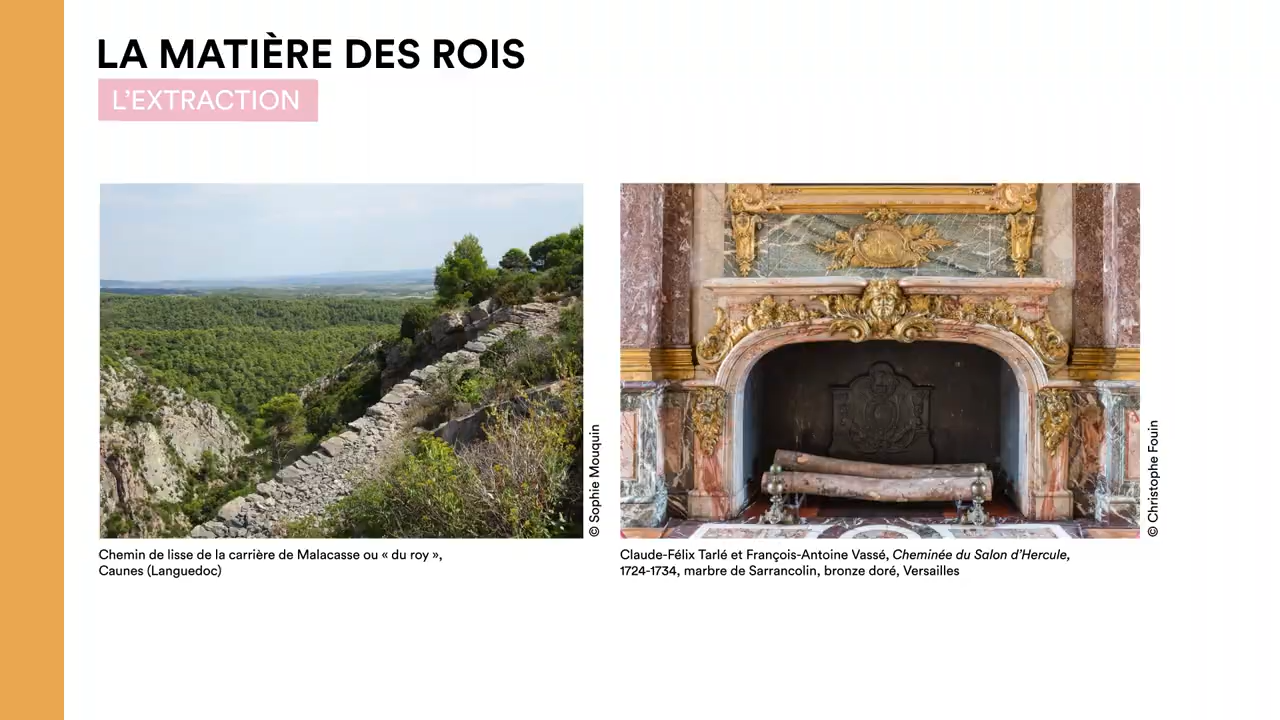 LA MATIÈRE DES ROIS
L’EXTRACTION
© Sophie Mouquin
Chemin de lisse de la carrière de Malacasse ou « du roy »,
Caunes (Languedoc)
© Christophe Fouin
Claude-Félix Tarlé et François-Antoine Vassé, Cheminée du Salon d’Hercule,
1724-1734, marbre de Sarrancolin, bronze doré, Versailles